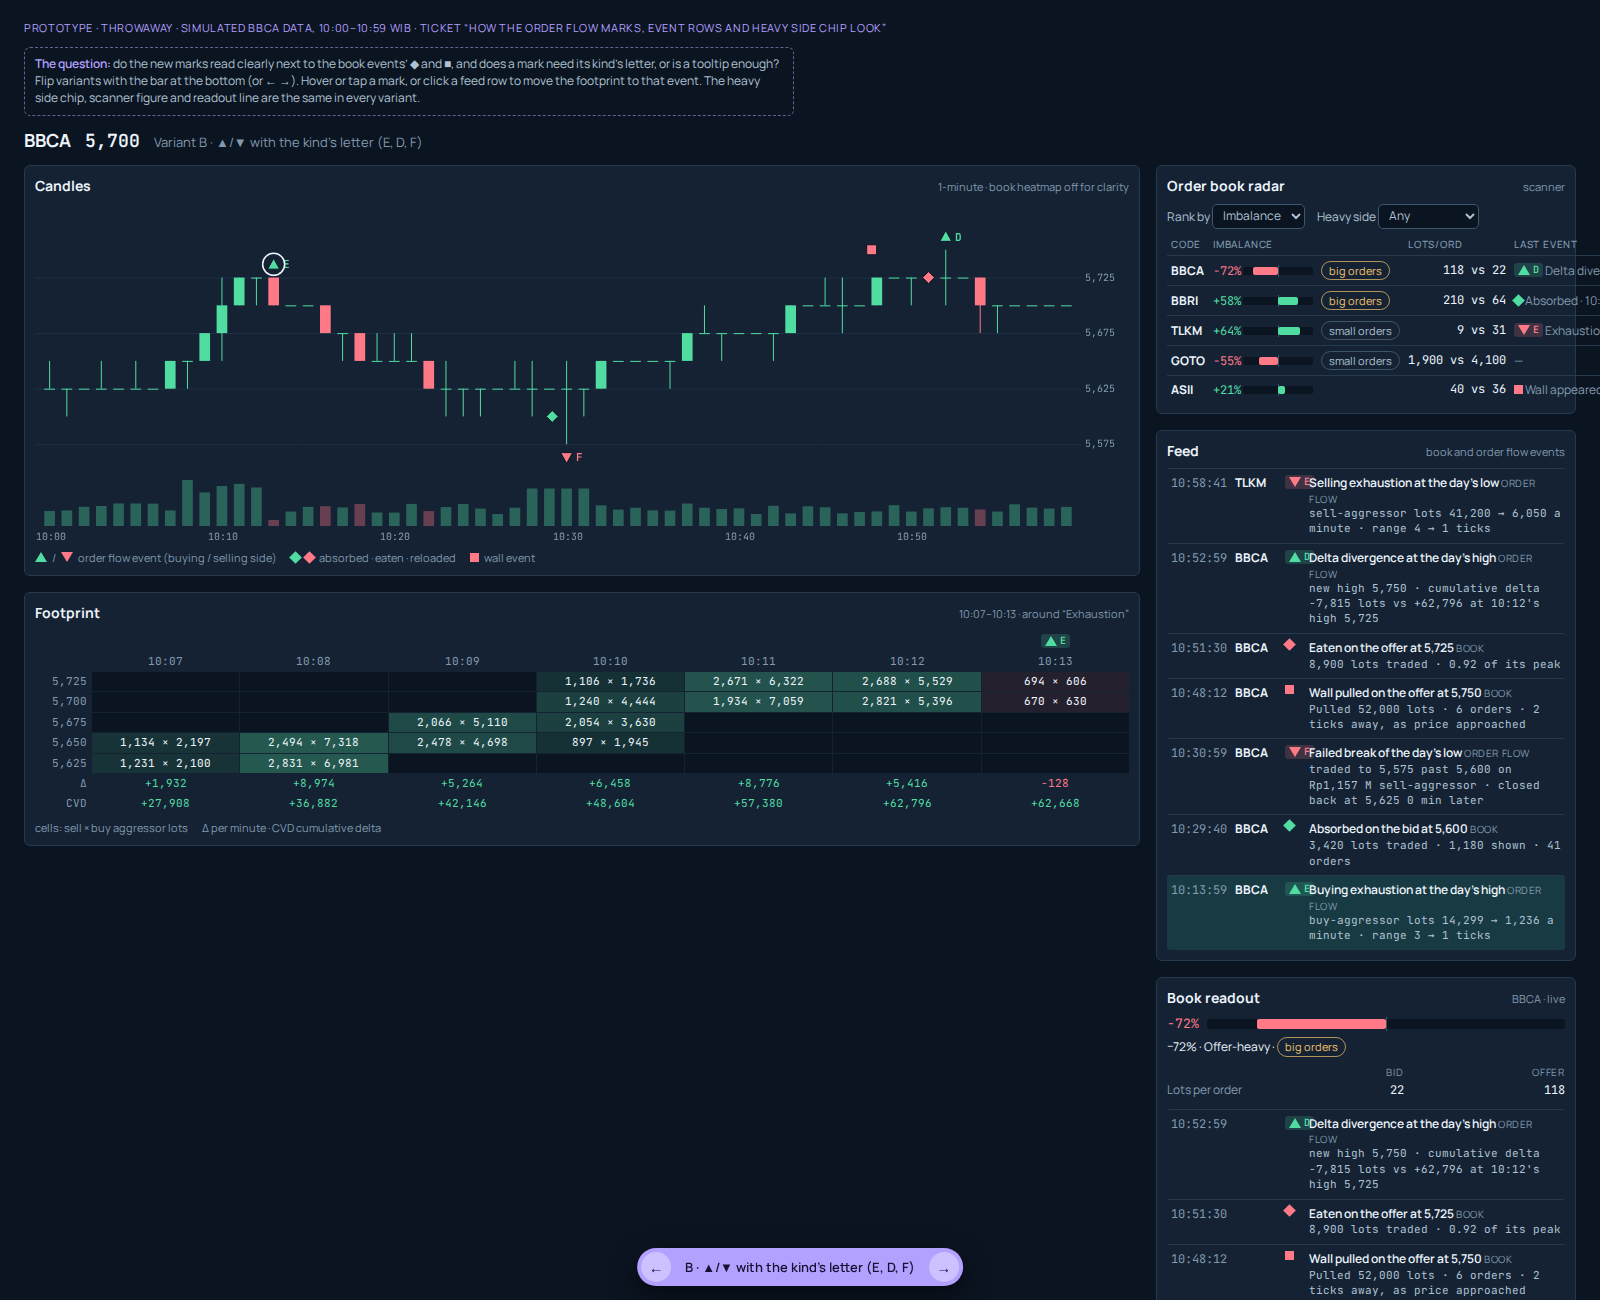 PROTOTYPE · THROWAWAY · SIMULATED BBCA DATA, 10:00–10:59 WIB · TICKET "HOW THE ORDER FLOW MARKS, EVENT ROWS AND HEAVY SIDE CHIP LOOK"
The question: do the new marks read clearly next to the book events' ◆ and ■, and does a mark need its kind's letter, or is a tooltip enough?
Flip variants with the bar at the bottom (or ← →). Hover or tap a mark, or click a feed row to move the footprint to that event. The heavy
side chip, scanner figure and readout line are the same in every variant.
BBCA 5,700 Variant B · ▲/▼ with the kind's letter (E, D, F)
Candles 1-minute · book heatmap off for clarity
▲ D
▲ E
5,725
5,675
5,625
5,575
▼ F
10:00 10:10 10:20 10:30 10:40 10:50
▲ / ▼ order flow event (buying / selling side) ◆◆ absorbed · eaten · reloaded ■ wall event
Footprint 10:07–10:13 · around "Exhaustion"
▲ E
10:07 10:08 10:09 10:10 10:11 10:12 10:13
5,725 1,106 × 1,736 2,671 × 6,322 2,688 × 5,529 694 × 606
5,700 1,240 × 4,444 1,934 × 7,059 2,821 × 5,396 670 × 630
5,675 2,066 × 5,110 2,054 × 3,630
5,650 1,134 × 2,197 2,494 × 7,318 2,478 × 4,698 897 × 1,945
5,625 1,231 × 2,100 2,831 × 6,981
Δ +1,932 +8,974 +5,264 +6,458 +8,776 +5,416 -128
CVD +27,908 +36,882 +42,146 +48,604 +57,380 +62,796 +62,668
cells: sell × buy aggressor lots Δ per minute · CVD cumulative delta
Order book radar scanner
Rank by Imbalance Heavy side Any
CODE IMBALANCE LOTS/ORD LAST EVENT
BBCA -72% big orders 118 vs 22 ▲ D Delta dive
BBRI +58% big orders 210 vs 64 ◆Absorbed · 10:
TLKM +64% small orders 9 vs 31 ▼ E Exhaustio
GOTO -55% small orders 1,900 vs 4,100 —
ASII +21% 40 vs 36 ■Wall appeared
Feed book and order flow events
10:58:41 TLKM ▼ E Selling exhaustion at the day's low ORDER
FLOW
sell-aggressor lots 41,200 → 6,050 a
minute · range 4 → 1 ticks
10:52:59 BBCA ▲ D Delta divergence at the day's high ORDER
FLOW
new high 5,750 · cumulative delta
-7,815 lots vs +62,796 at 10:12's
high 5,725
10:51:30 BBCA ◆ Eaten on the offer at 5,725 BOOK
8,900 lots traded · 0.92 of its peak
10:48:12 BBCA ■ Wall pulled on the offer at 5,750 BOOK
Pulled 52,000 lots · 6 orders · 2
ticks away, as price approached
10:30:59 BBCA ▼ F Failed break of the day's low ORDER FLOW
traded to 5,575 past 5,600 on
Rp1,157 M sell-aggressor · closed
back at 5,625 0 min later
10:29:40 BBCA ◆ Absorbed on the bid at 5,600 BOOK
3,420 lots traded · 1,180 shown · 41
orders
10:13:59 BBCA ▲ E Buying exhaustion at the day's high ORDER
FLOW
buy-aggressor lots 14,299 → 1,236 a
minute · range 3 → 1 ticks
Book readout BBCA · live
-72%
−72% · Offer-heavy · big orders
BID OFFER
Lots per order 22 118
10:52:59 ▲ D Delta divergence at the day's high ORDER
FLOW
new high 5,750 · cumulative delta
-7,815 lots vs +62,796 at 10:12's
high 5,725
10:51:30 ◆ Eaten on the offer at 5,725 BOOK
8,900 lots traded · 0.92 of its peak
10:48:12 ■ Wall pulled on the offer at 5,750 BOOK
Pulled 52,000 lots · 6 orders · 2
ticks away, as price approached
← B · ▲/▼ with the kind's letter (E, D, F) →